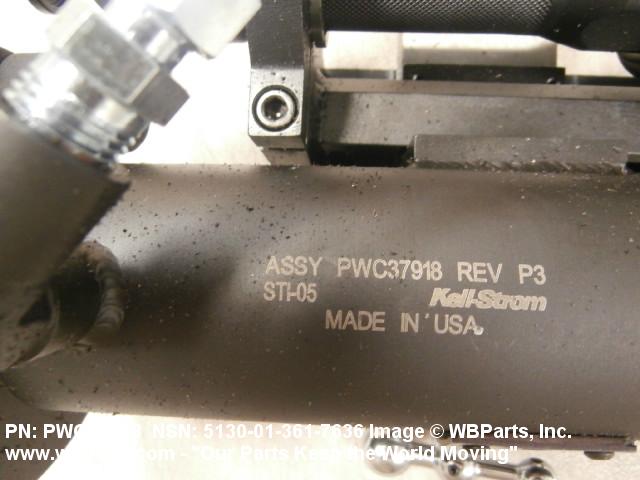 ASSY PWC37918 REV P3
STI-05 Kell-Strom
MADE IN USA
PN: NSN: 5130-01-361-7636 Image © WBParts, Inc.
"Our Parts Keep the World Moving"